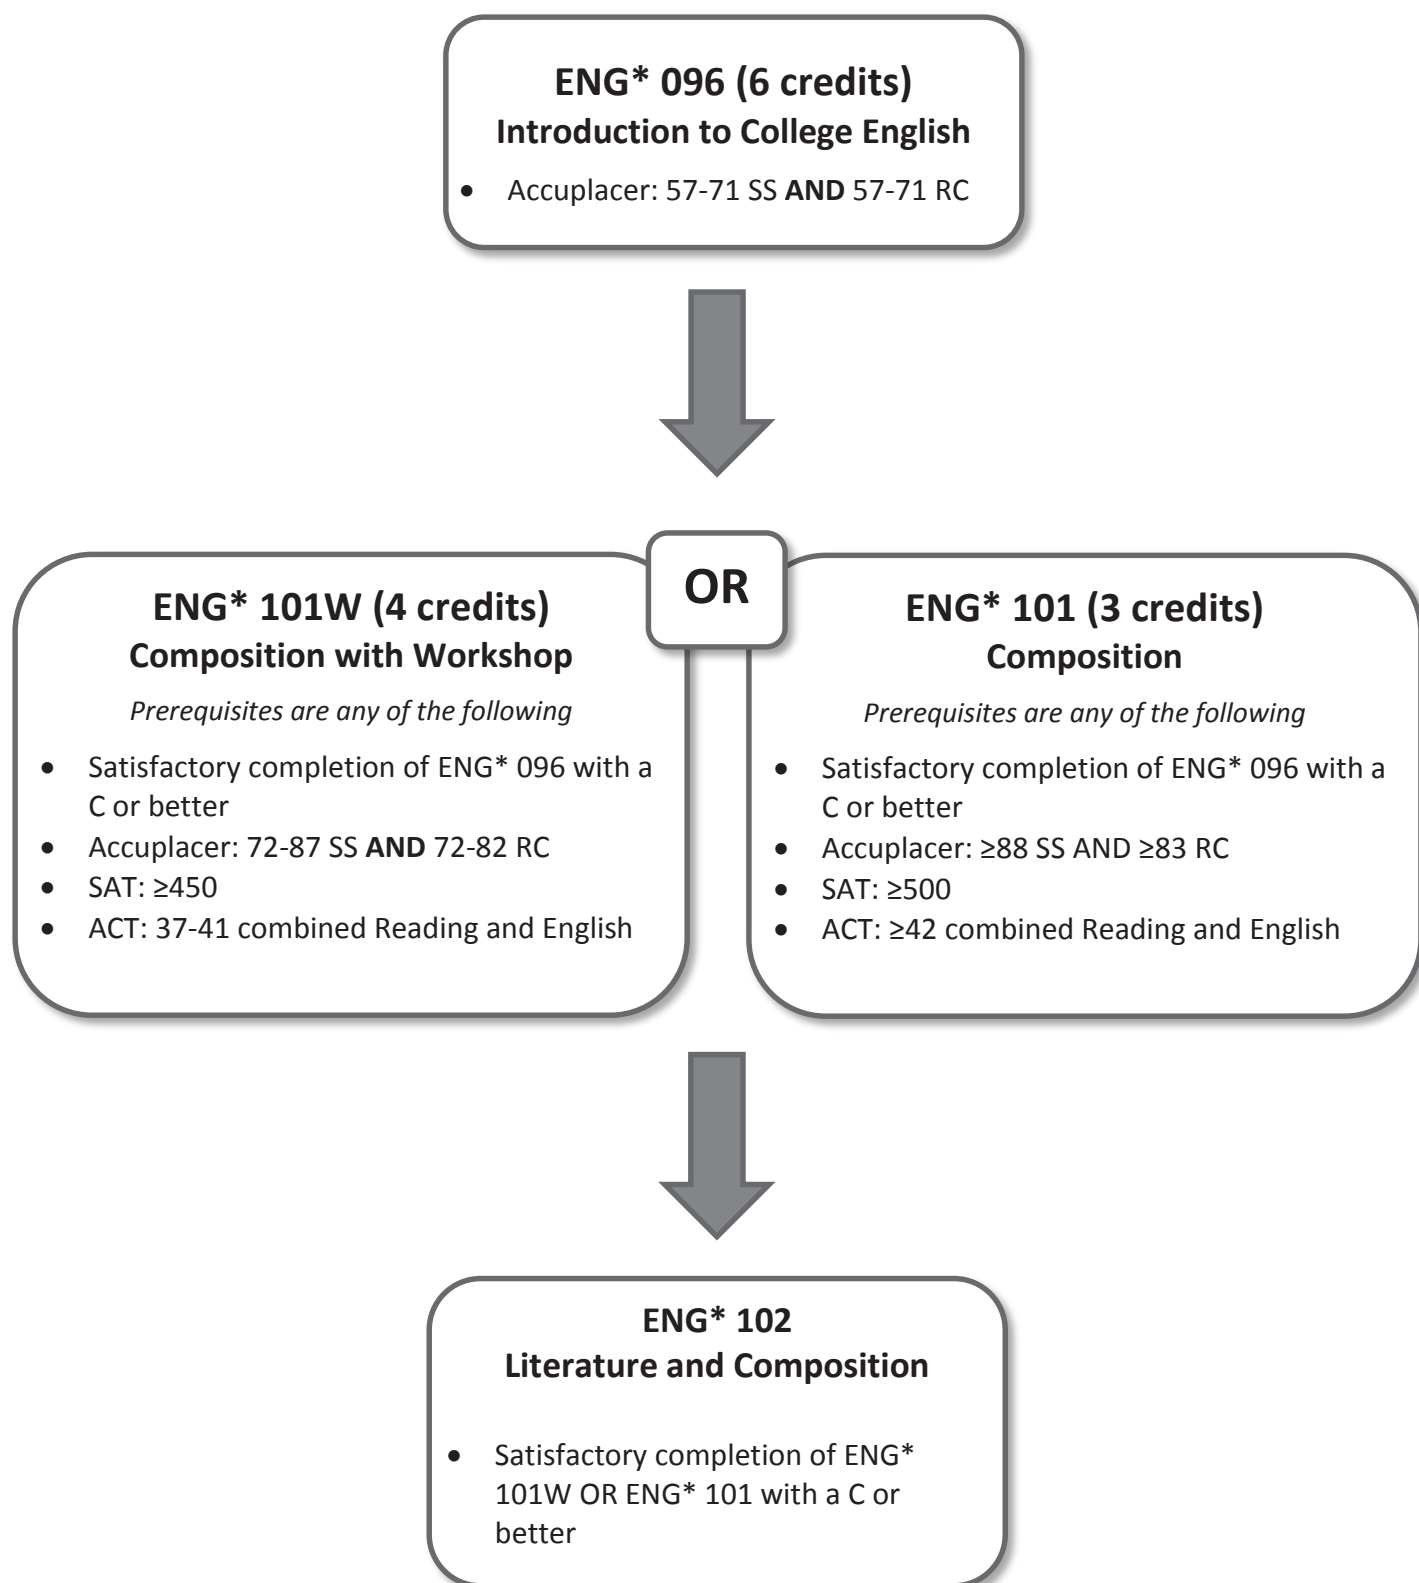 ENG* 096 (6 credits)
Introduction to College English
• Accuplacer: 57-71 SS AND 57-71 RC
OR
ENG* 101W (4 credits)
Composition with Workshop
Prerequisites are any of the following
• Satisfactory completion of ENG* 096 with a
C or better
• Accuplacer: 72-87 SS AND 72-82 RC
• SAT: ≥450
• ACT: 37-41 combined Reading and English
ENG* 101 (3 credits)
Composition
Prerequisites are any of the following
• Satisfactory completion of ENG* 096 with a
C or better
• Accuplacer: ≥88 SS AND ≥83 RC
• SAT: ≥500
• ACT: ≥42 combined Reading and English
ENG* 102
Literature and Composition
• Satisfactory completion of ENG*
101W OR ENG* 101 with a C or
better